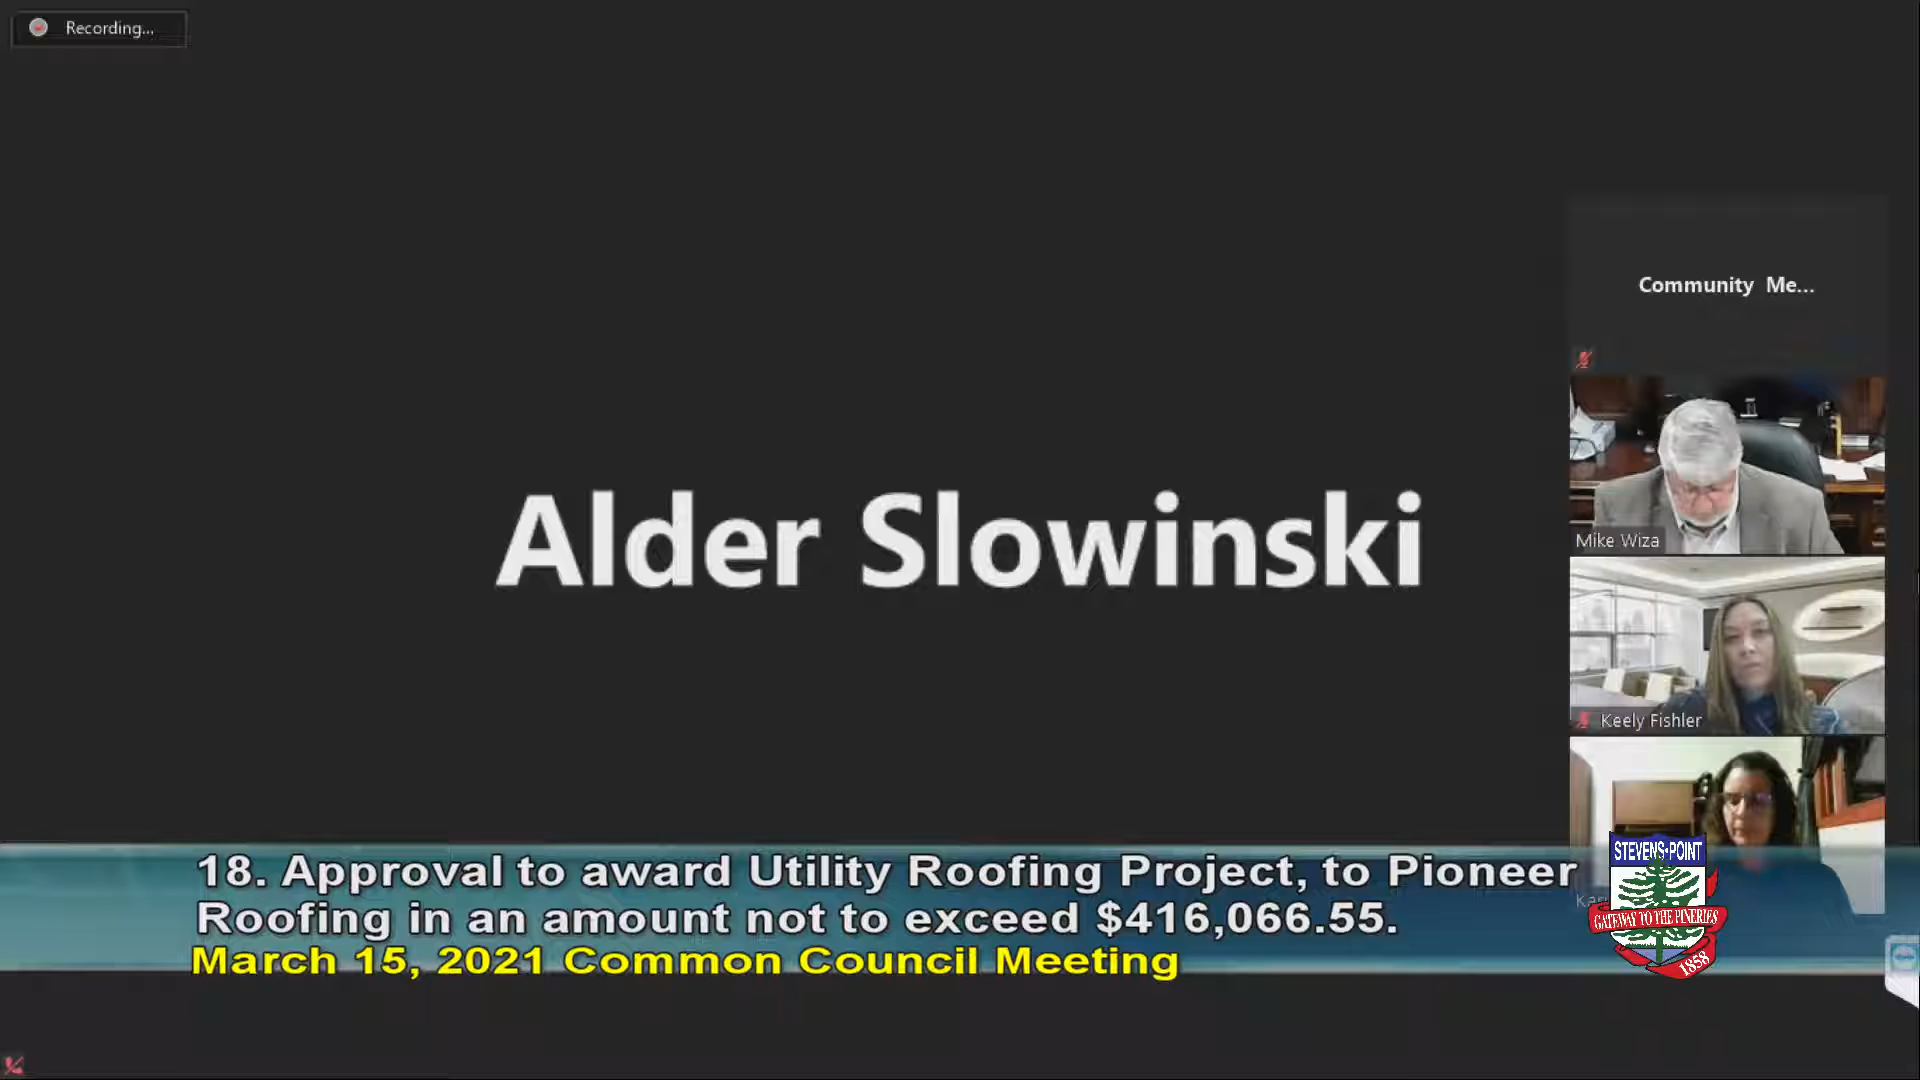 Recording...
Community Me...
Alder Slowinski
Mike Wiza
Keely Fishler
18. Approval to award Utility Roofing Project, to Pioneer
Roofing in an amount not to exceed $416,066.55.
March 15, 2021 Common Council Meeting
STEVENS·POINT
GATEWAY TO THE PINERIES
1858